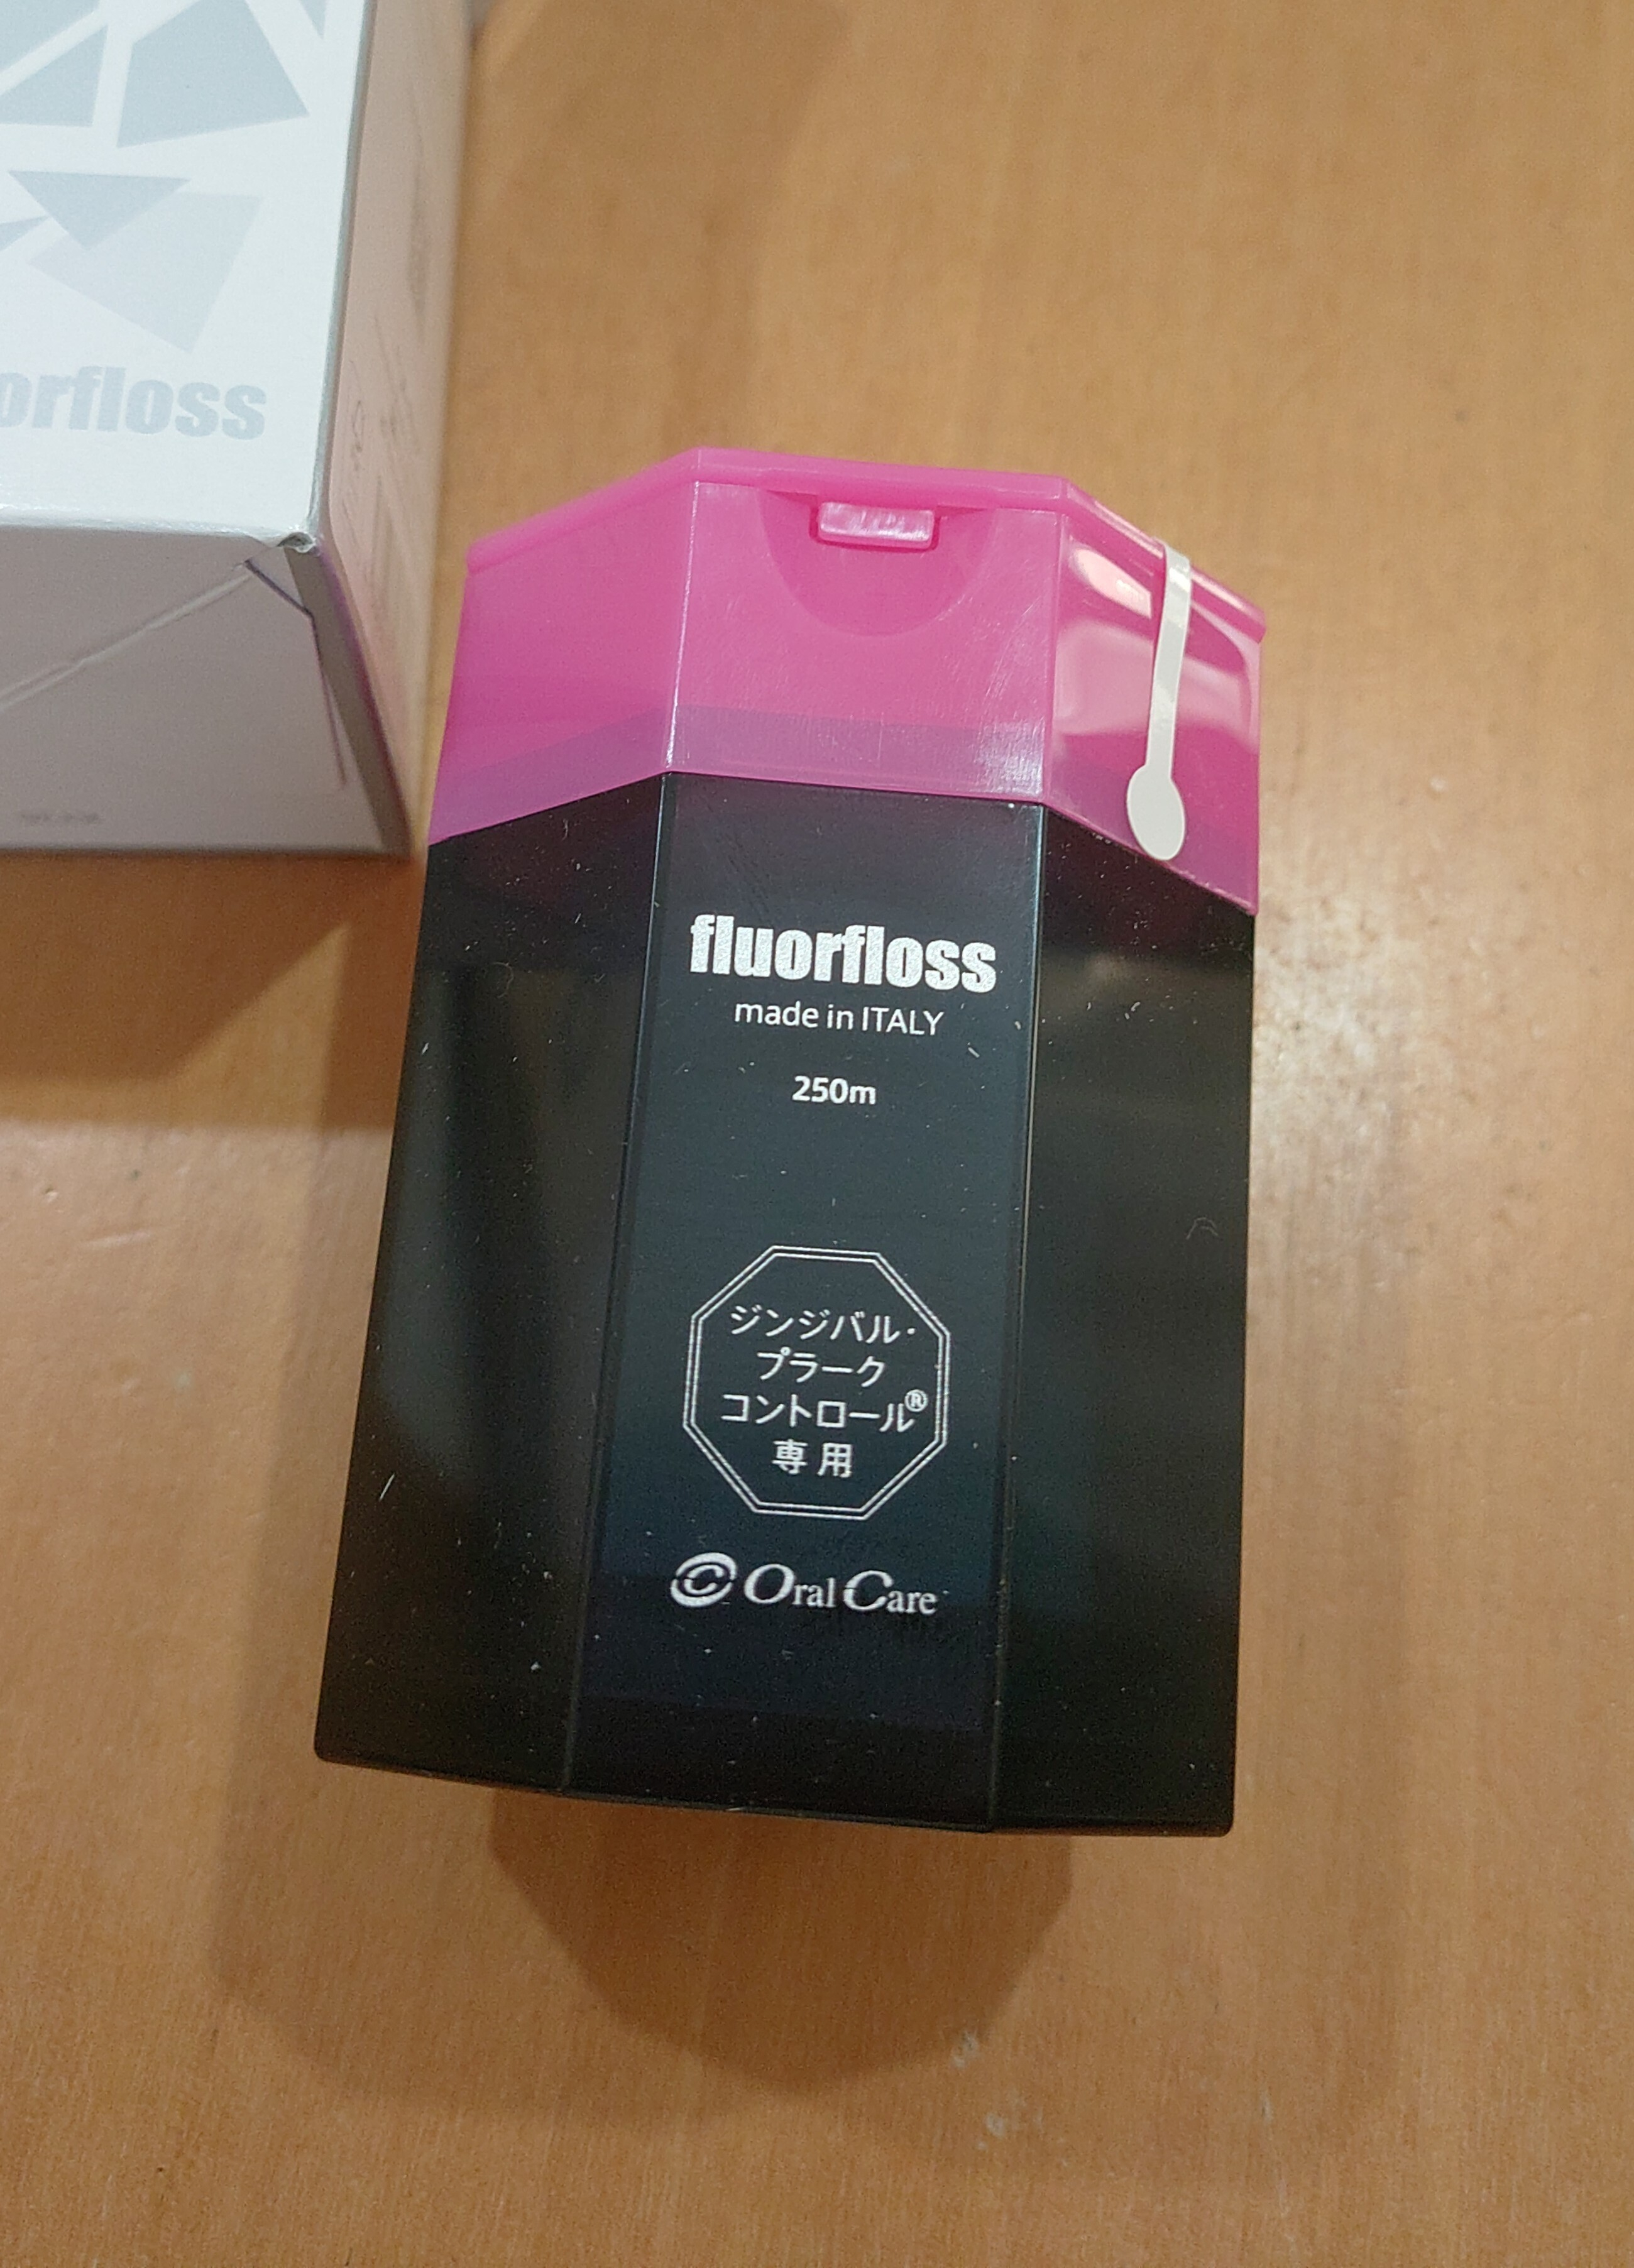 orfloss
fluorfloss
made in ITALY
250m
ジンジバル・
プラーク
コントロール®
専用
Oral Care